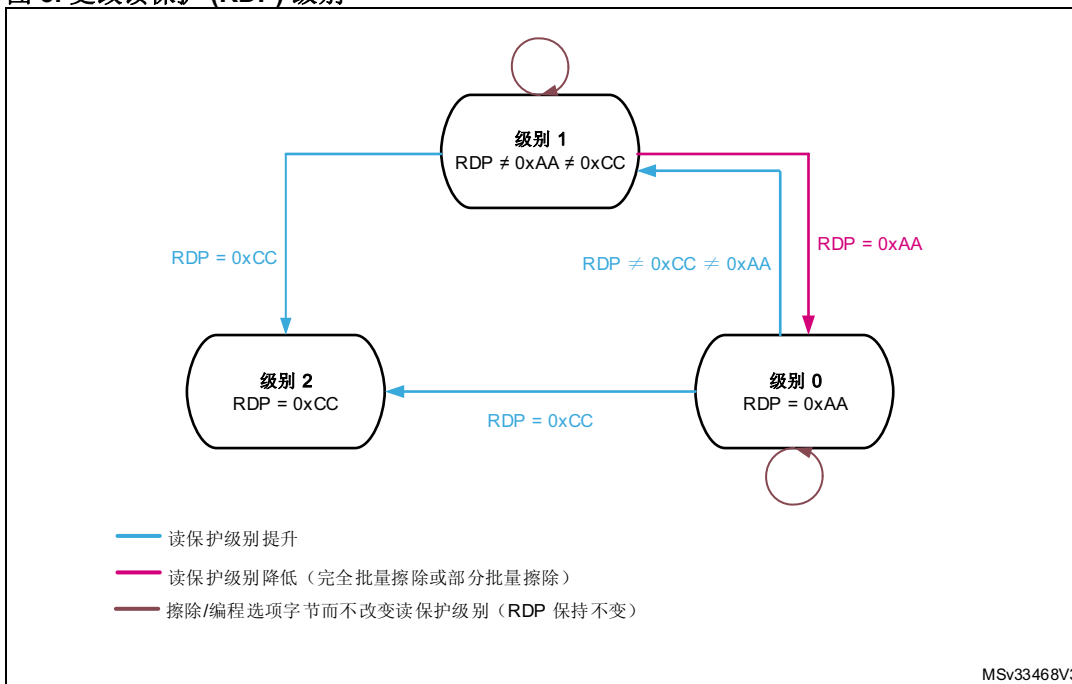 级别 1
RDP ≠ 0xAA ≠ 0xCC
RDP = 0xCC
RDP ≠ 0xCC ≠ 0xAA
RDP = 0xAA
级别 2
RDP = 0xCC
RDP = 0xCC
级别 0
RDP = 0xAA
读保护级别提升
读保护级别降低（完全批量擦除或部分批量擦除）
擦除/编程选项字节而不改变读保护级别（RDP 保持不变）